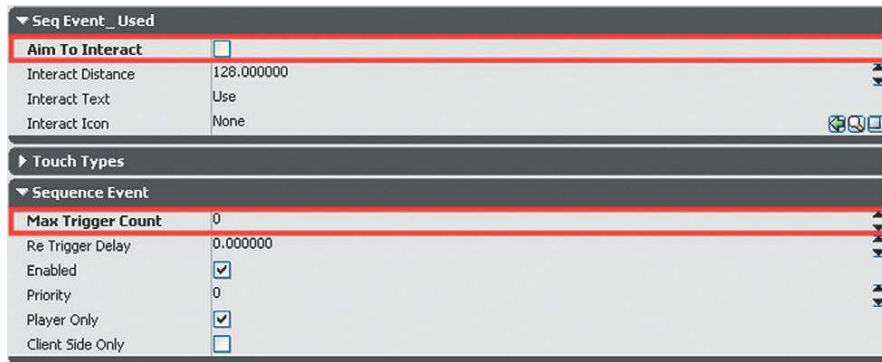 Seq Event_Used
Aim To Interact
Interact Distance 128.000000
Interact Text Use
Interact Icon None
Touch Types
Sequence Event
Max Trigger Count 0
Re Trigger Delay 0.000000
Enabled
Priority 0
Player Only
Client Side Only